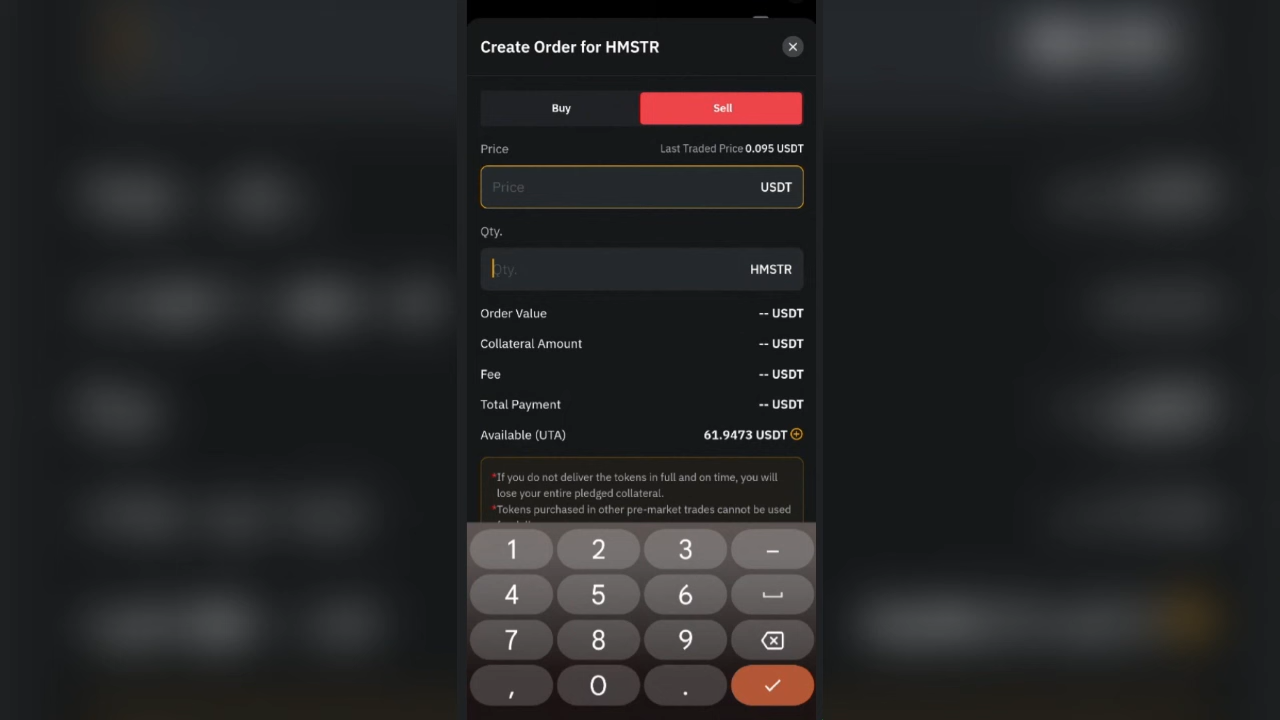 Create Order for HMSTR
Buy
Sell
Price
Last Traded Price 0.095 USDT
Price
USDT
Qty.
Qty.
HMSTR
Order Value
-- USDT
Collateral Amount
-- USDT
Fee
-- USDT
Total Payment
-- USDT
Available (UTA)
61.9473 USDT
*If you do not deliver the tokens in full and on time, you will
lose your entire pledged collateral.
*Tokens purchased in other pre-market trades cannot be used
1 2 3 –
4 5 6
7 8 9
, 0 .